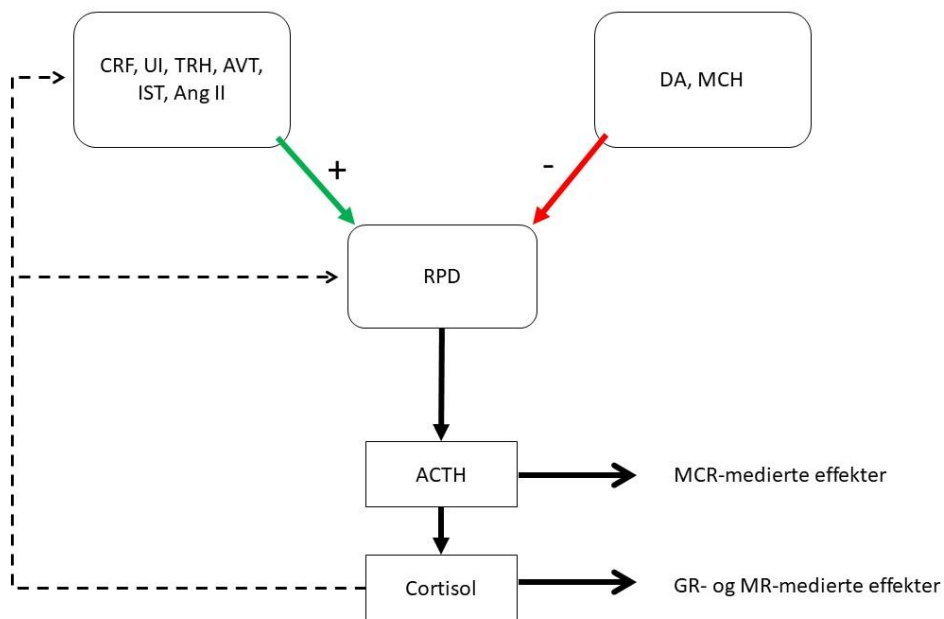 CRF, UI, TRH, AVT,
IST, Ang II
DA, MCH
+
-
RPD
ACTH
MCR-medierte effekter
Cortisol
GR- og MR-medierte effekter